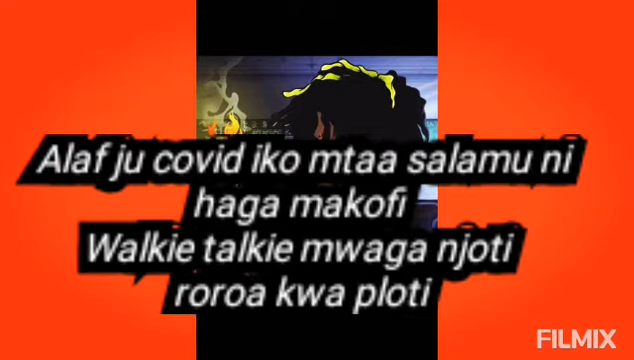 Alaf ju covid iko mtaa salamu ni
haga makofi
Walkie talkie mwaga njoti
roroa kwa ploti
FILMIX